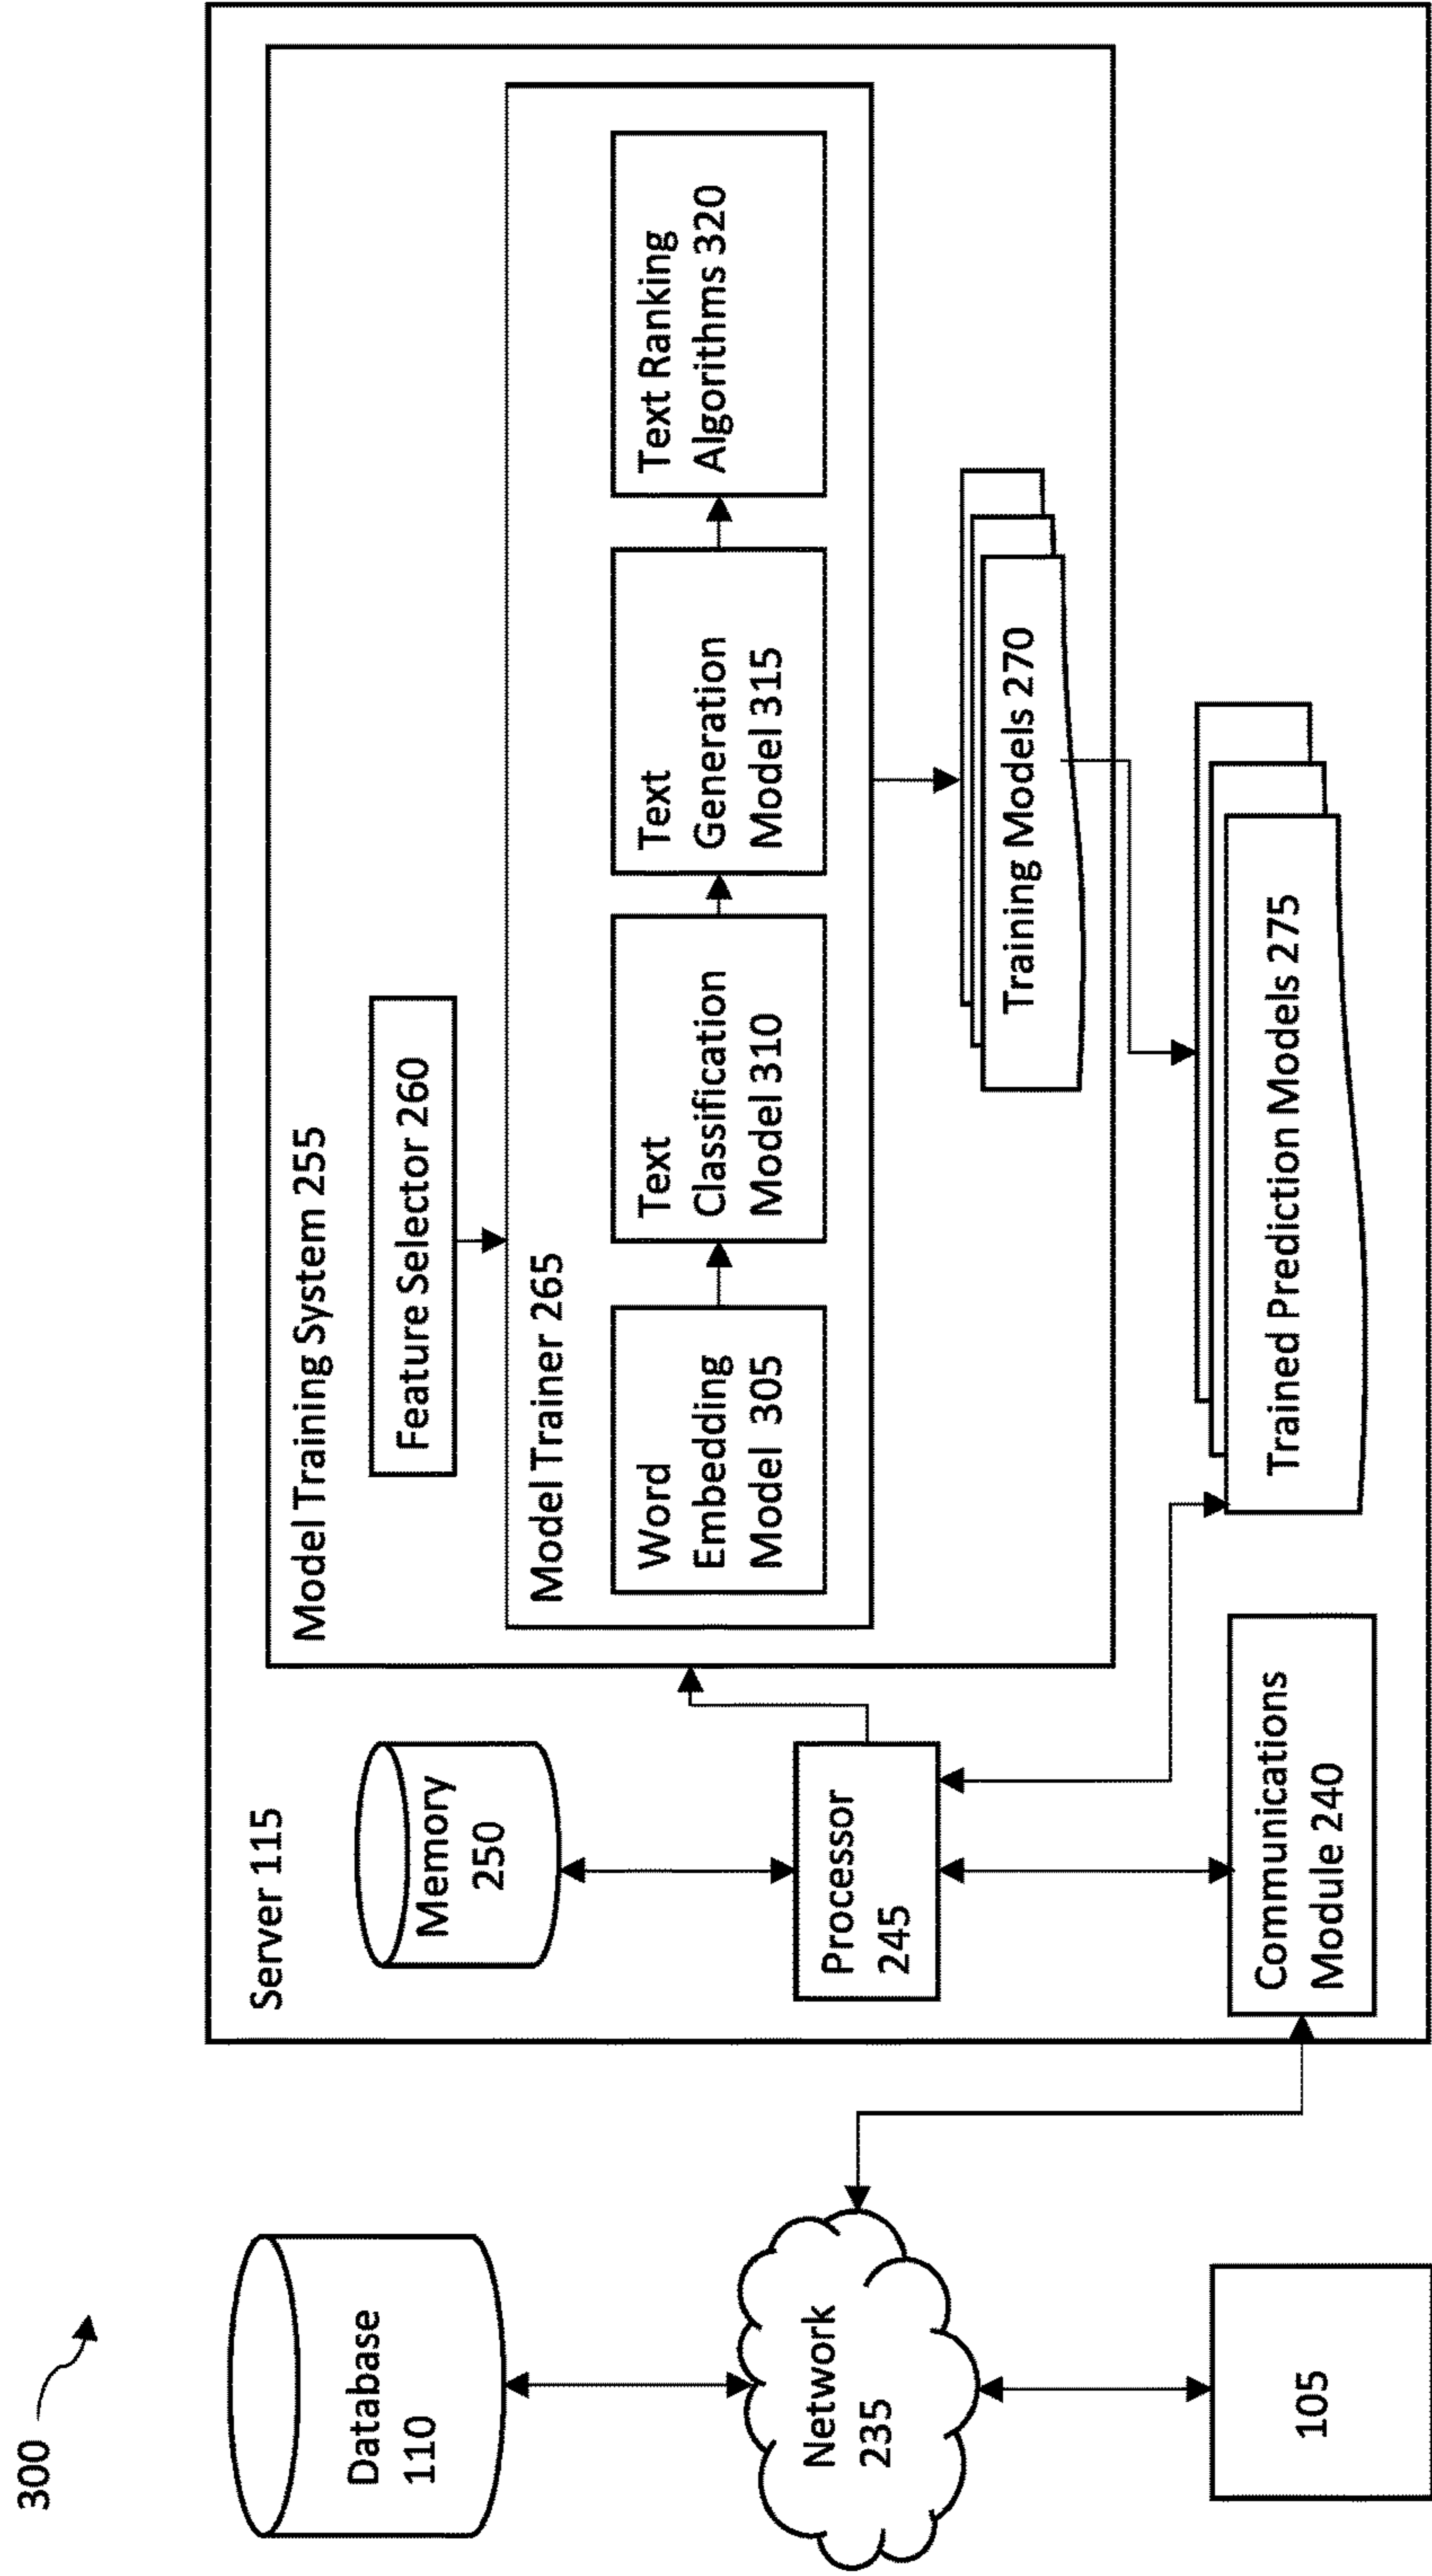 300
Database
110
Network
235
105
Server 115
Memory
250
Processor
245
Communications
Module 240
Model Training System 255
Feature Selector 260
Model Trainer 265
Word
Embedding
Model 305
Text
Classification
Model 310
Text
Generation
Model 315
Text Ranking
Algorithms 320
Training Models 270
Trained Prediction Models 275